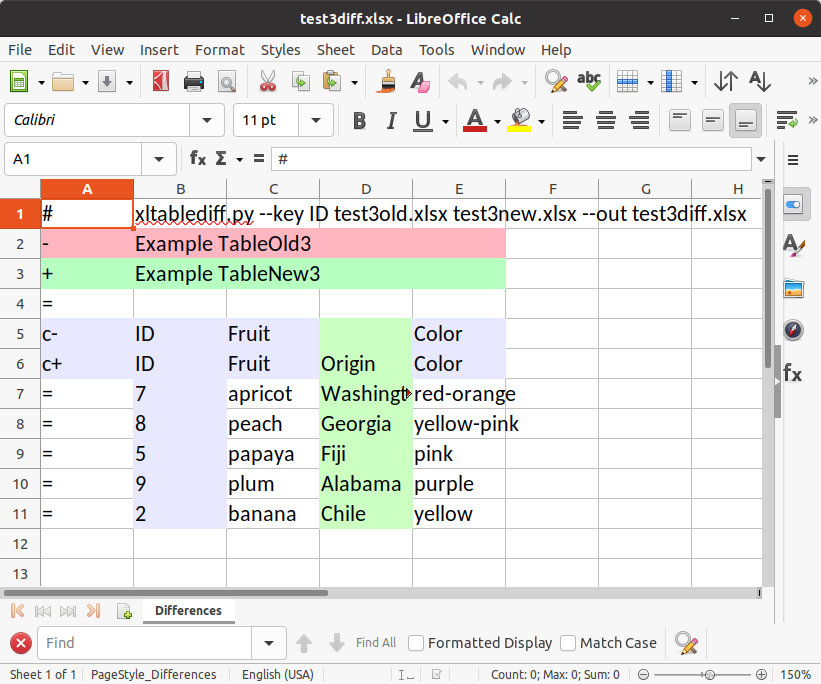 test3diff.xlsx - LibreOffice Calc
File Edit View Insert Format Styles Sheet Data Tools Window Help
abc
Calibri 11 pt B I U A
A1 fx Σ = #
A B C D E F G H
1 # xltablediff.py --key ID test3old.xlsx test3new.xlsx --out test3diff.xlsx
2 - Example TableOld3
3 + Example TableNew3
4 =
5 c- ID Fruit Color
6 c+ ID Fruit Origin Color
7 = 7 apricot Washingt red-orange
8 = 8 peach Georgia yellow-pink
9 = 5 papaya Fiji pink
10 = 9 plum Alabama purple
11 = 2 banana Chile yellow
12
13
fx
Differences
Find Find All Formatted Display Match Case
Sheet 1 of 1 PageStyle_Differences English (USA) Count: 0; Max: 0; Sum: 0 150%